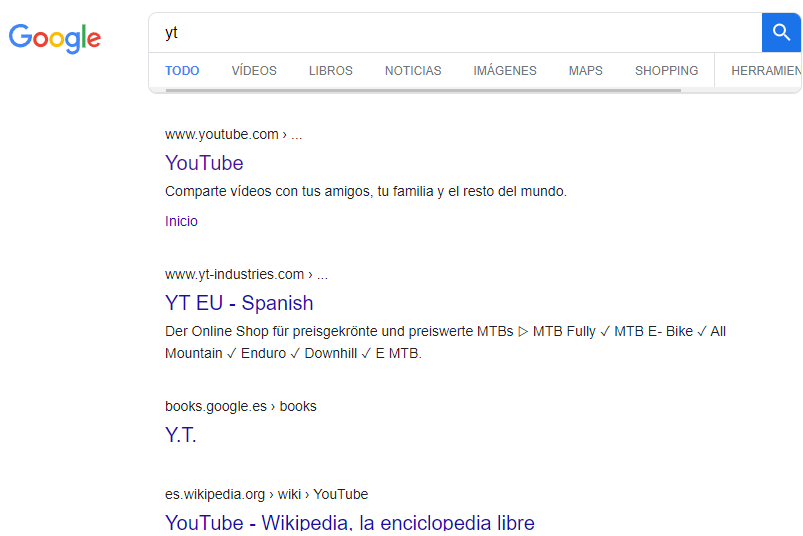 Google
yt
TODO VÍDEOS LIBROS NOTICIAS IMÁGENES MAPS SHOPPING HERRAMIEN
www.youtube.com › ...
YouTube
Comparte vídeos con tus amigos, tu familia y el resto del mundo.
Inicio
www.yt-industries.com › ...
YT EU - Spanish
Der Online Shop für preisgekrönte und preiswerte MTBs ▷ MTB Fully ✓ MTB E- Bike ✓ All
Mountain ✓ Enduro ✓ Downhill ✓ E MTB.
books.google.es › books
Y.T.
es.wikipedia.org › wiki › YouTube
YouTube - Wikipedia, la enciclopedia libre